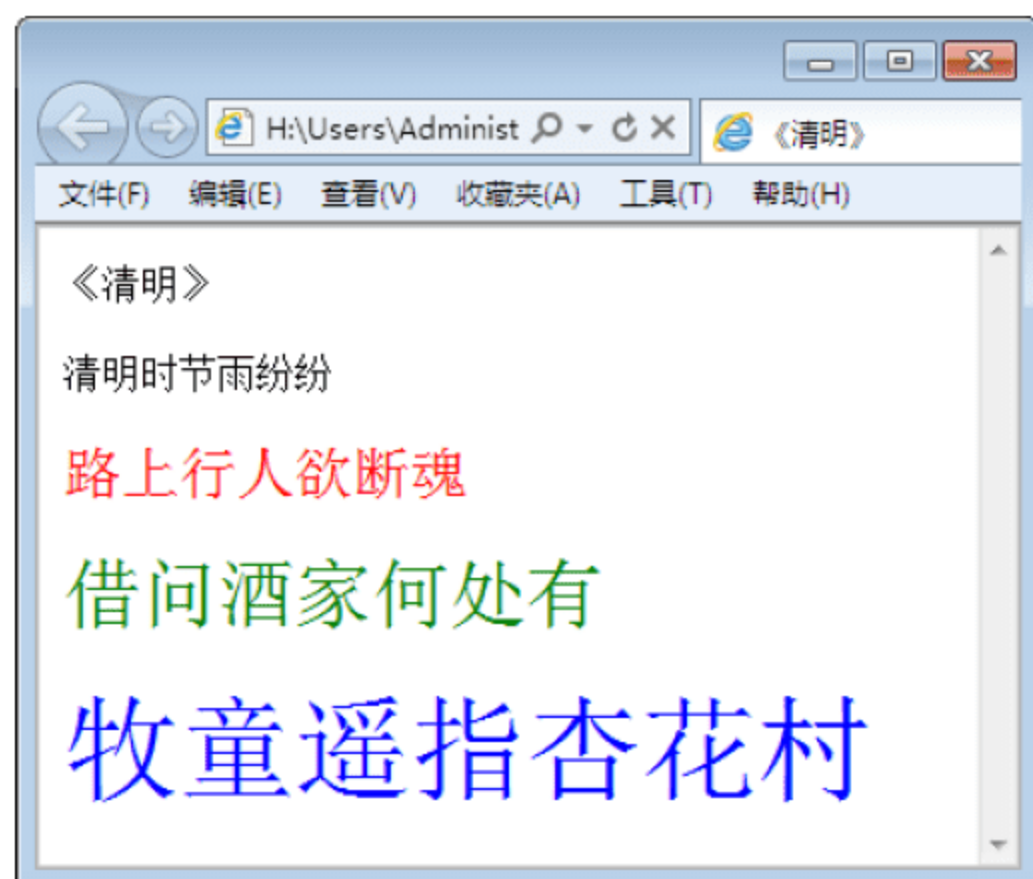 H:\Users\Administ
《清明》
文件(F) 编辑(E) 查看(V) 收藏夹(A) 工具(T) 帮助(H)
《清明》
清明时节雨纷纷
路上行人欲断魂
借问酒家何处有
牧童遥指杏花村